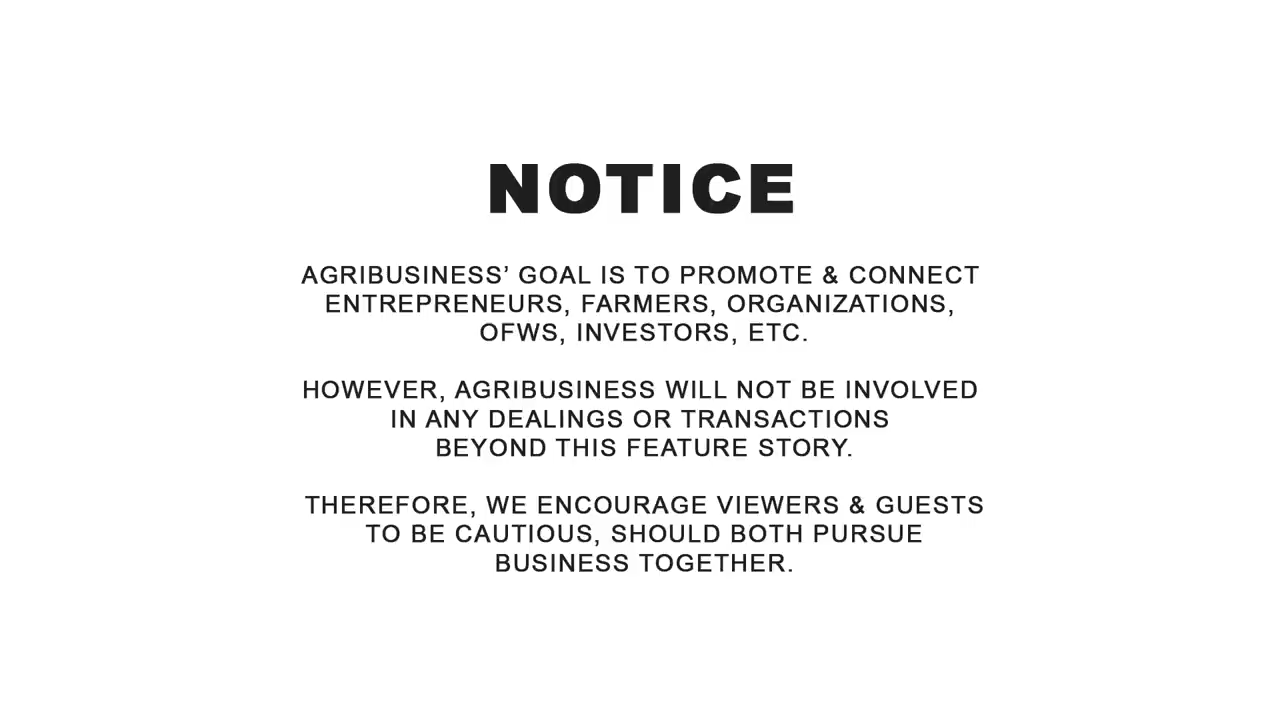 NOTICE
AGRIBUSINESS’ GOAL IS TO PROMOTE & CONNECT
ENTREPRENEURS, FARMERS, ORGANIZATIONS,
OFWS, INVESTORS, ETC.
HOWEVER, AGRIBUSINESS WILL NOT BE INVOLVED
IN ANY DEALINGS OR TRANSACTIONS
BEYOND THIS FEATURE STORY.
THEREFORE, WE ENCOURAGE VIEWERS & GUESTS
TO BE CAUTIOUS, SHOULD BOTH PURSUE
BUSINESS TOGETHER.